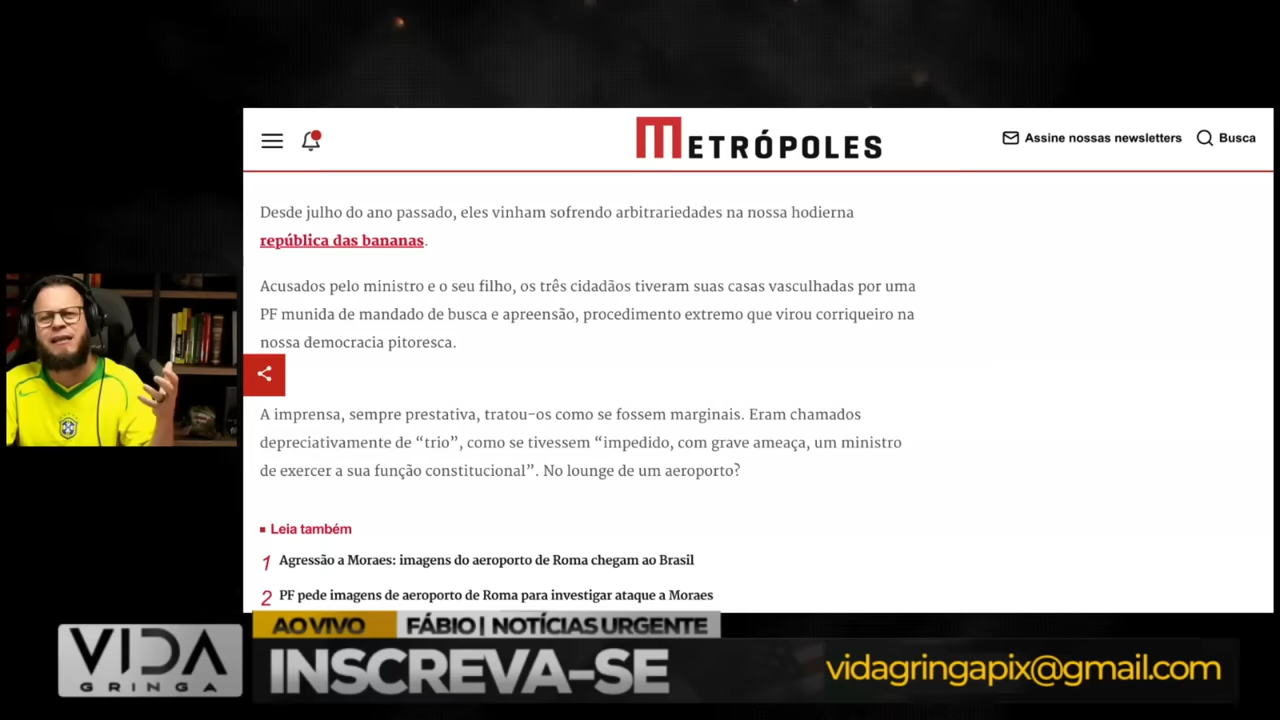 METRÓPOLES
Assine nossas newsletters
Busca
Desde julho do ano passado, eles vinham sofrendo arbitrariedades na nossa hodierna
república das bananas.
Acusados pelo ministro e o seu filho, os três cidadãos tiveram suas casas vasculhadas por uma
PF munida de mandado de busca e apreensão, procedimento extremo que virou corriqueiro na
nossa democracia pitoresca.
A imprensa, sempre prestativa, tratou-os como se fossem marginais. Eram chamados
depreciativamente de “trio”, como se tivessem “impedido, com grave ameaça, um ministro
de exercer a sua função constitucional”. No lounge de um aeroporto?
Leia também
1 Agressão a Moraes: imagens do aeroporto de Roma chegam ao Brasil
2 PF pede imagens de aeroporto de Roma para investigar ataque a Moraes
AO VIVO
FÁBIO | NOTÍCIAS URGENTE
VIDA
GRINGA
INSCREVA-SE
vidagringapix@gmail.com